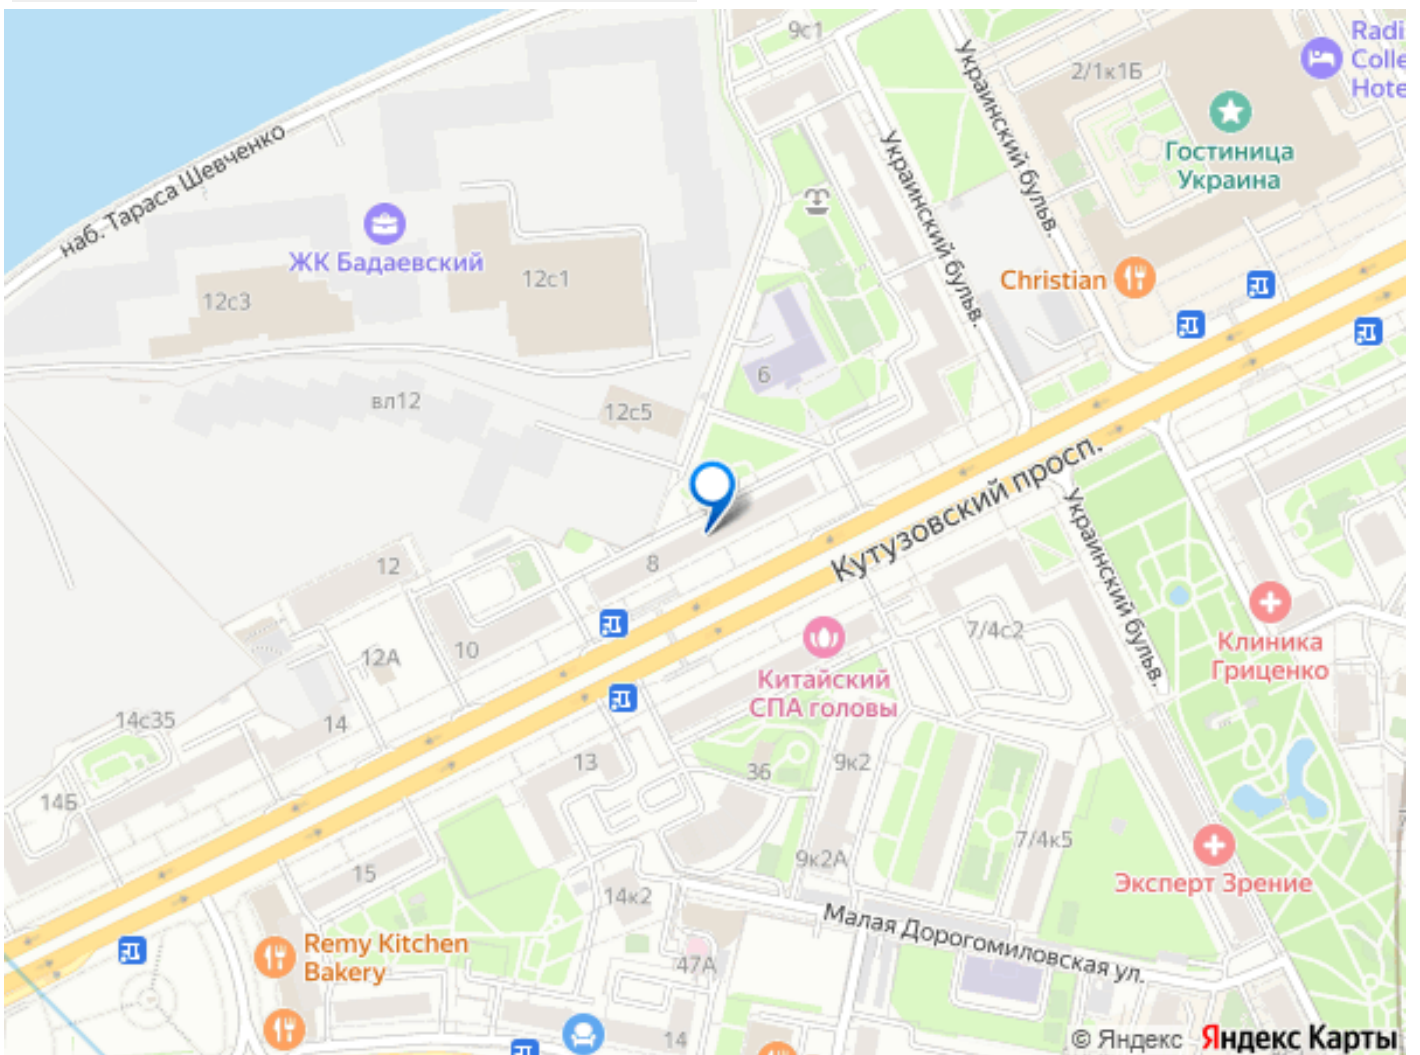 9с1
Radi
Colle
Hote
Украинский бульв.
2/1к1Б
Гостиница
Украина
наб. Тараса Шевченко
Украинский бульв.
ЖК Бадаевский
12с1
12с3
Christian
6
вл12
12с5
Кутузовский просп.
Украинский бульв.
8
12
10
12А
7/4с2
Клиника
Гриценко
Китайский
СПА головы
14с35
14
13
36
9к2
14Б
15
9к2А
7/4к5
Эксперт Зрение
14к2
Малая Дорогомиловская ул.
Remy Kitchen
Bakery
47А
14
© Яндекс Яндекс Карты